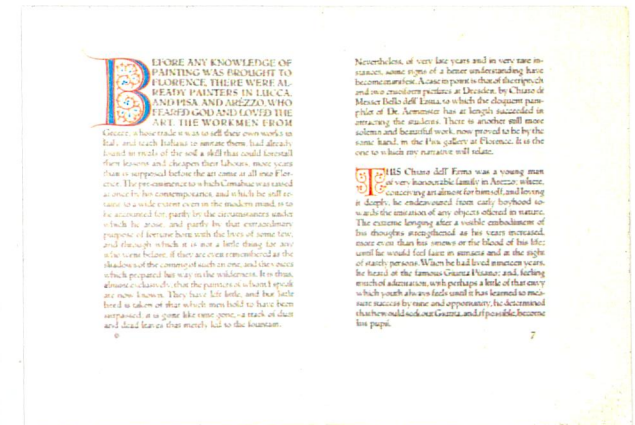 BEFORE ANY KNOWLEDGE OF
PAINTING WAS BROUGHT TO
FLORENCE, THERE WERE AL-
READY PAINTERS IN LUCCA,
AND PISA, AND AREZZO, WHO
FEARED GOD AND LOVED THE
ART. THE WORKMEN FROM
Greece, whose trade it was to sell their own works in
Italy and teach Italians to imitate them, had already
found in rivals of the soil a skill that could forestall
their lessons and cheapen their labours, more years
than is supposed before the art came at all into Flor-
ence. The pre-eminence to which Cimabue was raised
at once by his contemporaries, and which he still re-
tains to a wide extent even in the modern mind, is to
be accounted for, partly by the circumstances under
which he arose, and partly by that extraordinary
purpose of fortune born with the lives of some few,
and through which it is not a little thing for any
who went before, if they are even remembered as the
shadows of the coming of such an one, and the voices
which prepared his way in the wilderness. It is thus,
almost exclusively, that the painters of whom I speak
are now known. They have left little, and but little
heed is taken of that which men hold to have been
surpassed; it is gone like time gone,-a track of dust
and dead leaves that merely led to the fountain.
6
Nevertheless, of very late years and in very rare in-
stances, some signs of a better understanding have
become manifest. A case in point is that of the triptych
and two cruciform pictures at Dresden, by Chiaro di
Messer Bello dell' Erma, to which the eloquent pam-
phlet of Dr. Aemmster has at length succeeded in
attracting the students. There is another still more
solemn and beautiful work, now proved to be by the
same hand, in the Pitti gallery at Florence. It is the
one to which my narrative will relate.
THIS Chiaro dell' Erma was a young man
of very honourable family in Arezzo; where,
conceiving art almost for himself, and loving
it deeply, he endeavoured from early boyhood to-
wards the imitation of any objects offered in nature.
The extreme longing after a visible embodiment of
his thoughts strengthened as his years increased,
more even than his sinews or the blood of his life;
until he would feel faint in sunsets and at the sight
of stately persons. When he had lived nineteen years,
he heard of the famous Giunta Pisano; and, feeling
much of admiration, with perhaps a little of that envy
which youth always feels until it has learned to mea-
sure success by time and opportunity, he determined
that he would seek out Giunta, and, if possible, become
his pupil.
7